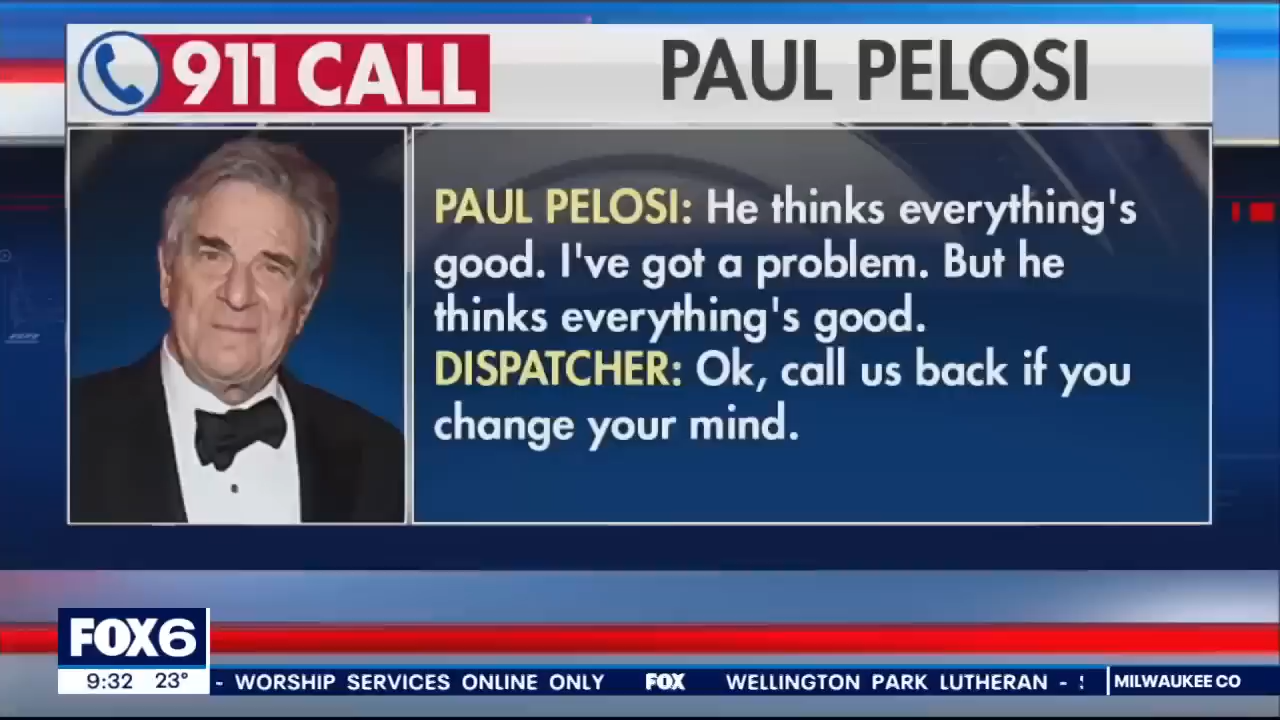 911 CALL
PAUL PELOSI
PAUL PELOSI: He thinks everything's
good. I've got a problem. But he
thinks everything's good.
DISPATCHER: Ok, call us back if you
change your mind.
FOX6
9:32 23°
- WORSHIP SERVICES ONLINE ONLY FOX WELLINGTON PARK LUTHERAN -
MILWAUKEE CO